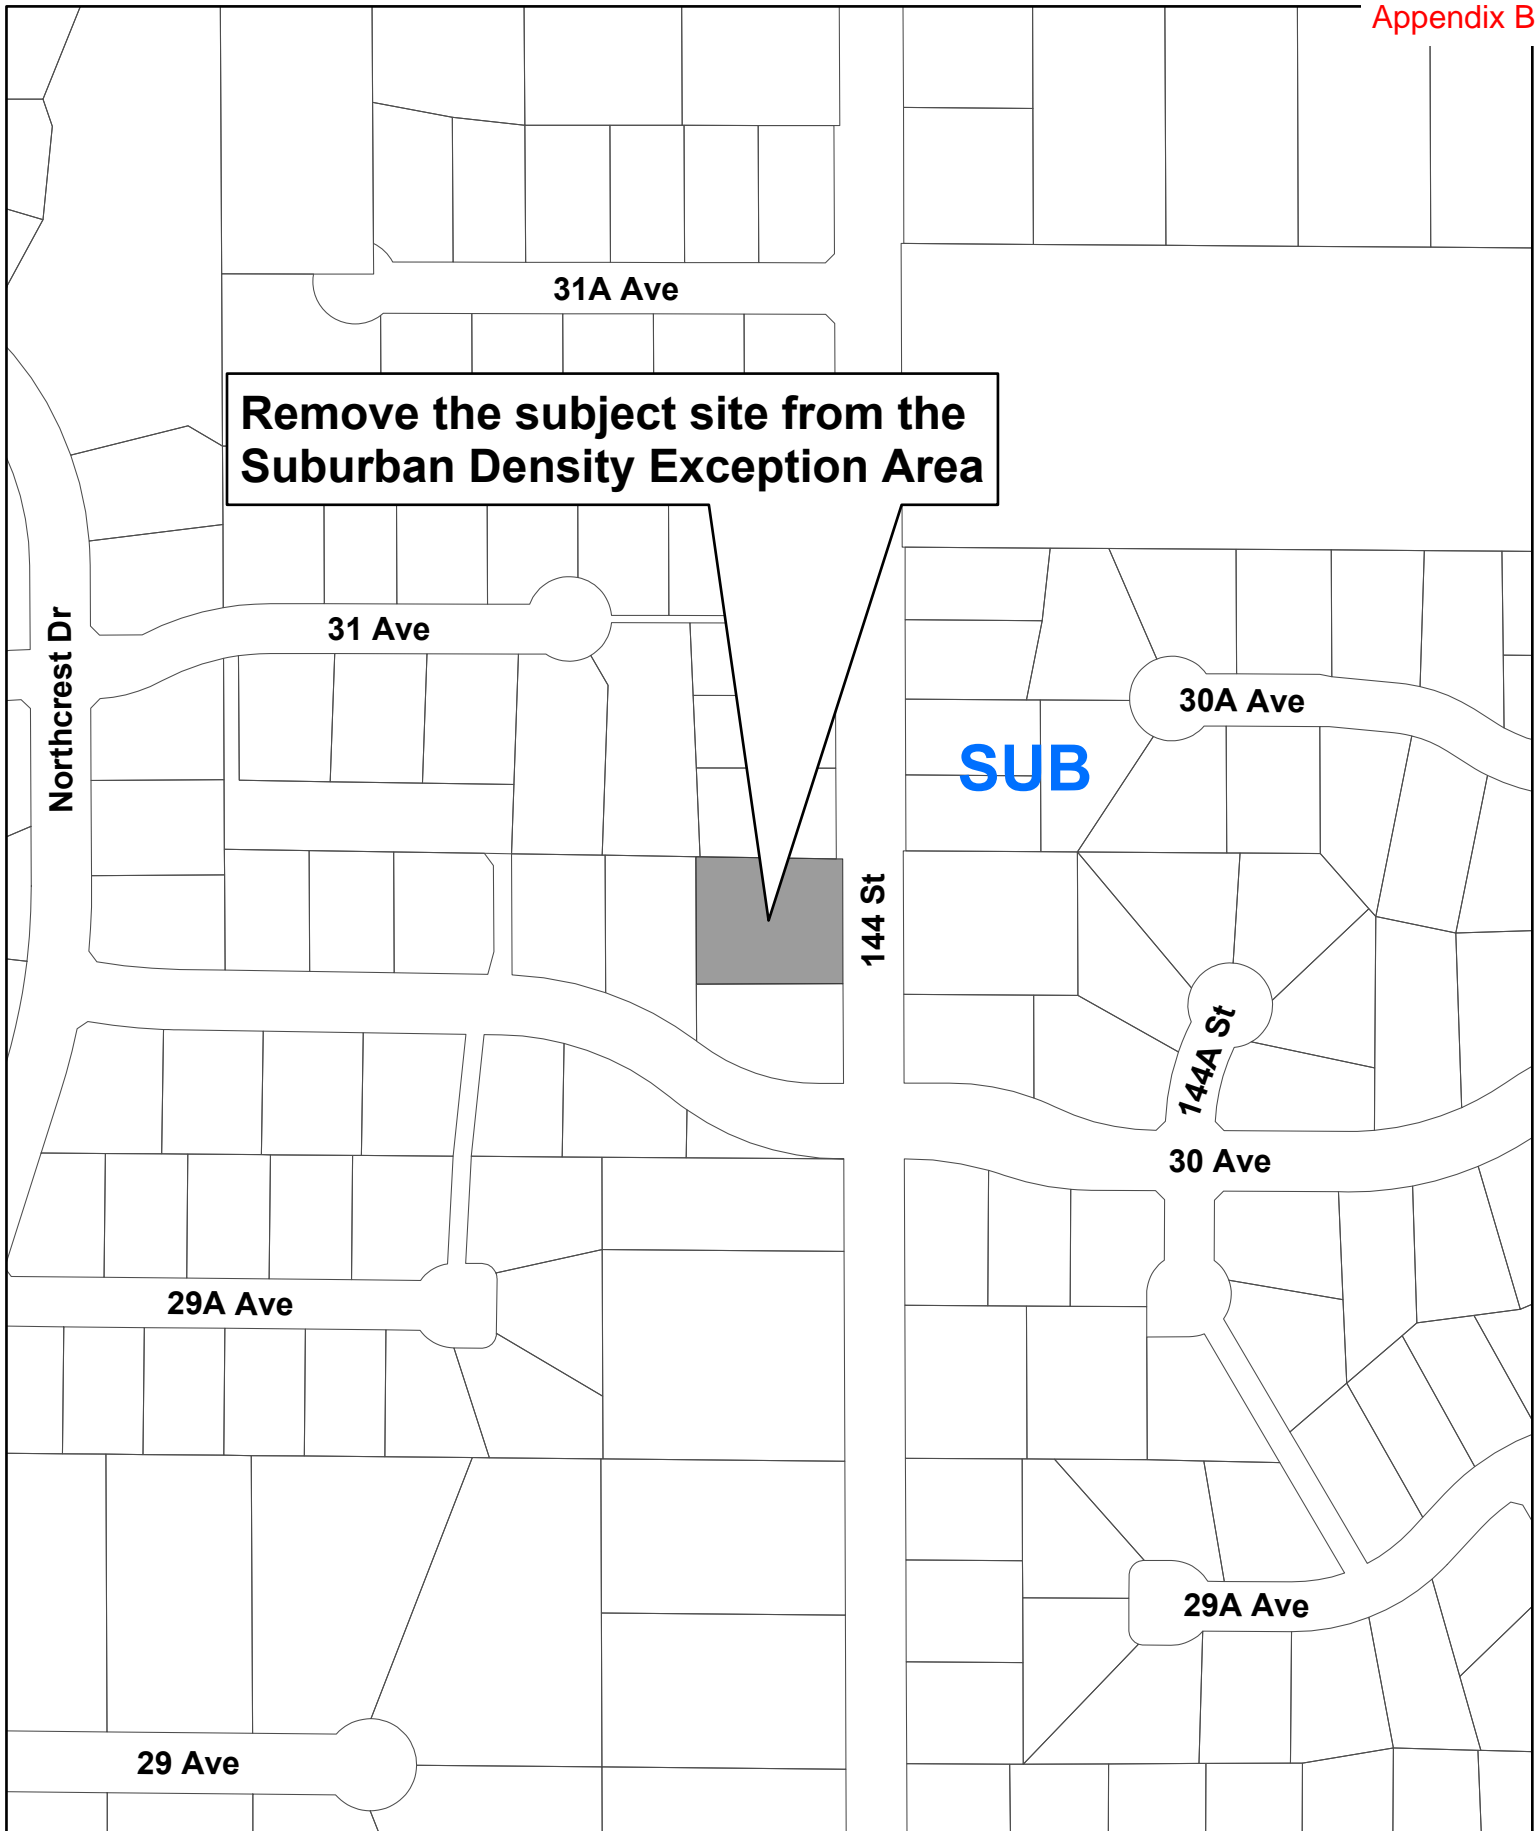 Appendix B
31A Ave
Remove the subject site from the
Suburban Density Exception Area
Northcrest Dr
31 Ave
30A Ave
SUB
144 St
144A St
30 Ave
29A Ave
29A Ave
29 Ave